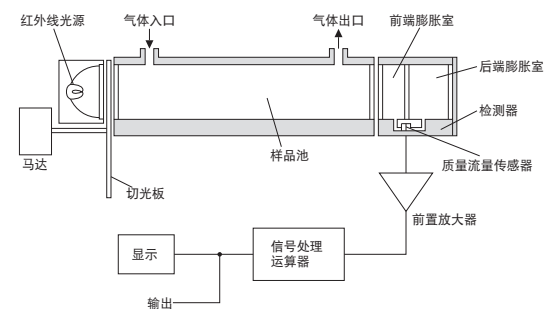 红外线光源
气体入口
气体出口
前端膨胀室
后端膨胀室
检测器
样品池
质量流量传感器
马达
切光板
前置放大器
信号处理
运算器
显示
输出